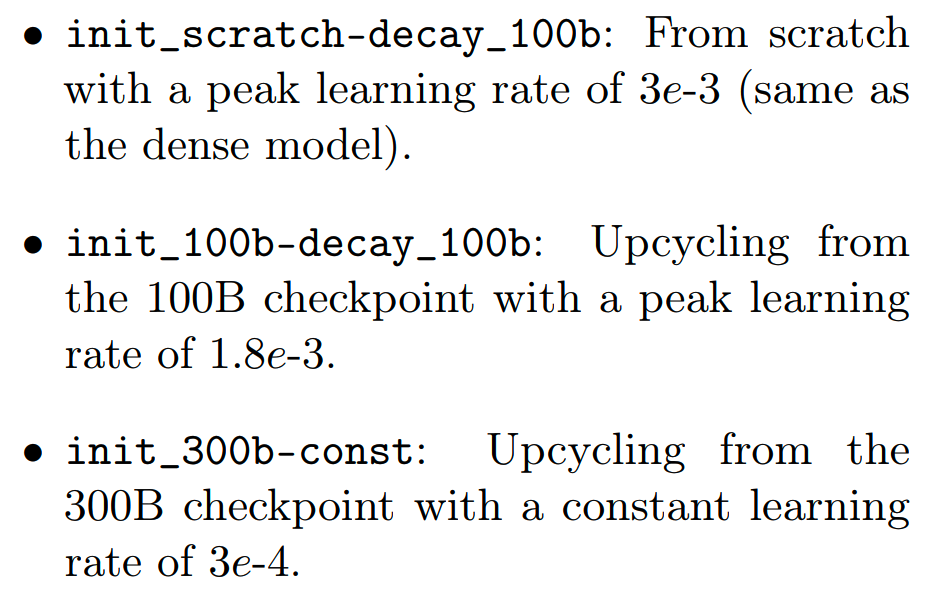 • init_scratch-decay_100b: From scratch
with a peak learning rate of 3e-3 (same as
the dense model).
• init_100b-decay_100b: Upcycling from
the 100B checkpoint with a peak learning
rate of 1.8e-3.
• init_300b-const: Upcycling from the
300B checkpoint with a constant learning
rate of 3e-4.